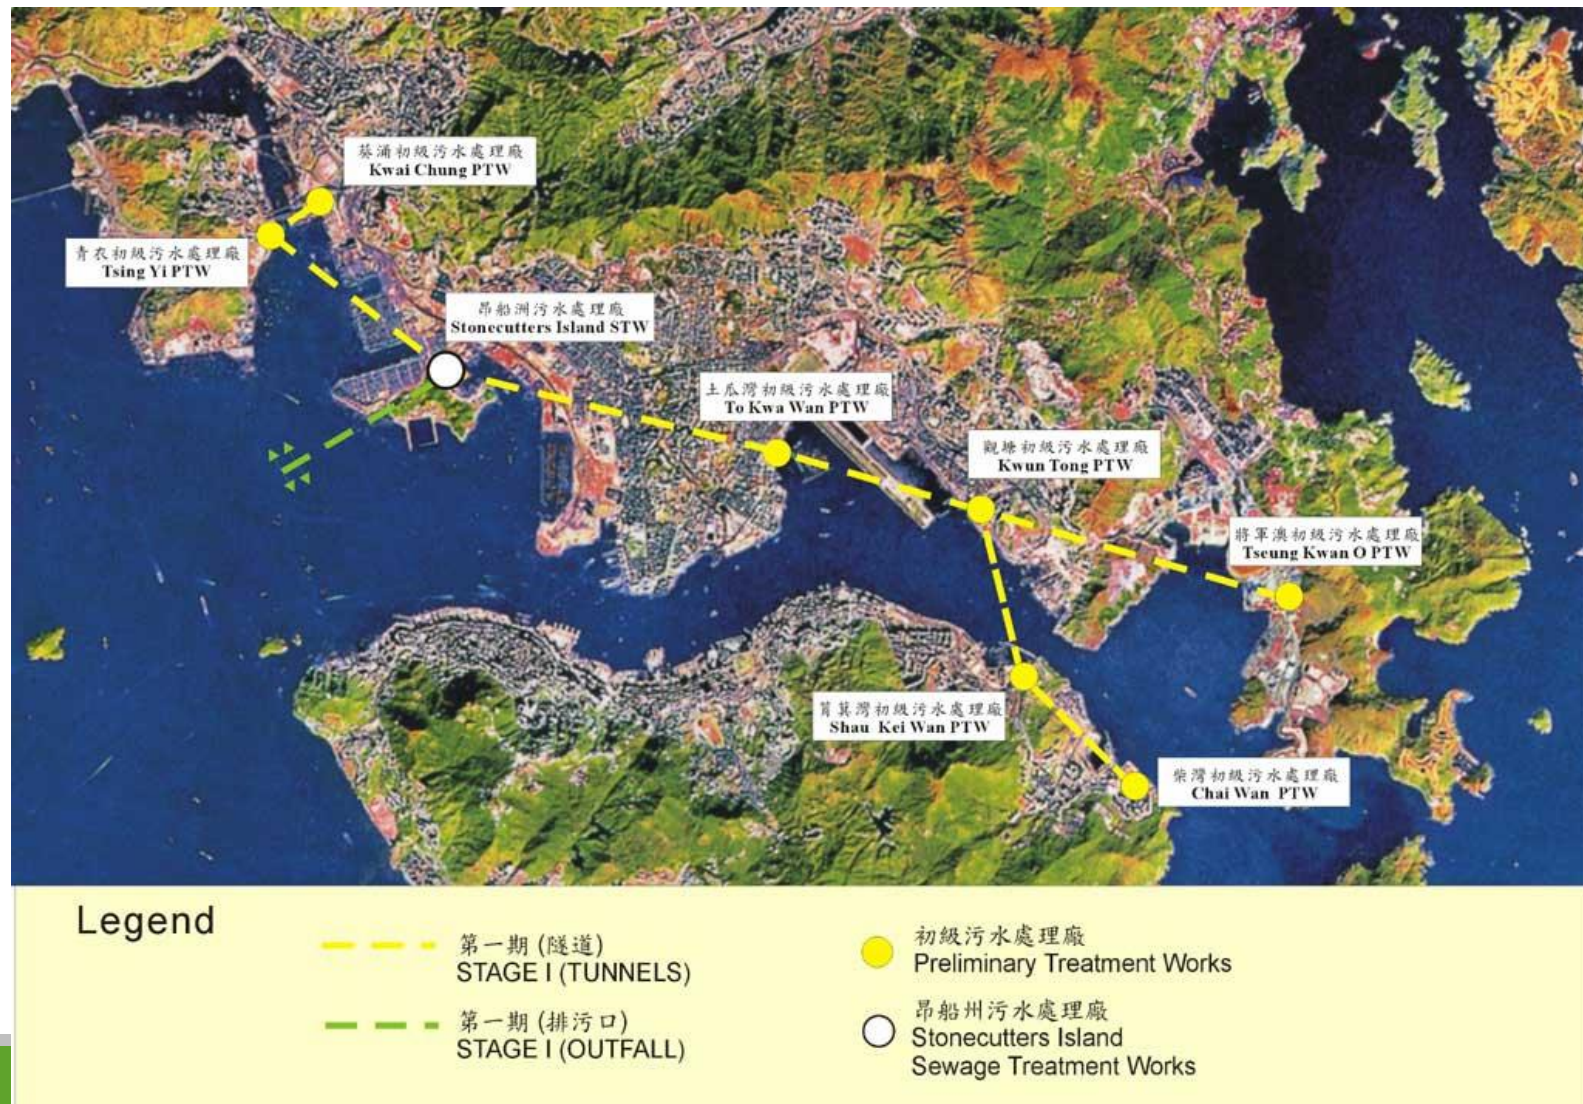 葵涌初級污水處理廠
Kwai Chung PTW
青衣初級污水處理廠
Tsing Yi PTW
昂船洲污水處理廠
Stonecutters Island STW
土瓜灣初級污水處理廠
To Kwa Wan PTW
觀塘初級污水處理廠
Kwun Tong PTW
將軍澳初級污水處理廠
Tseung Kwan O PTW
筲箕灣初級污水處理廠
Shau Kei Wan PTW
柴灣初級污水處理廠
Chai Wan PTW
Legend
第一期 (隧道)
STAGE I (TUNNELS)
第一期 (排污口)
STAGE I (OUTFALL)
初級污水處理廠
Preliminary Treatment Works
昂船州污水處理廠
Stonecutters Island
Sewage Treatment Works